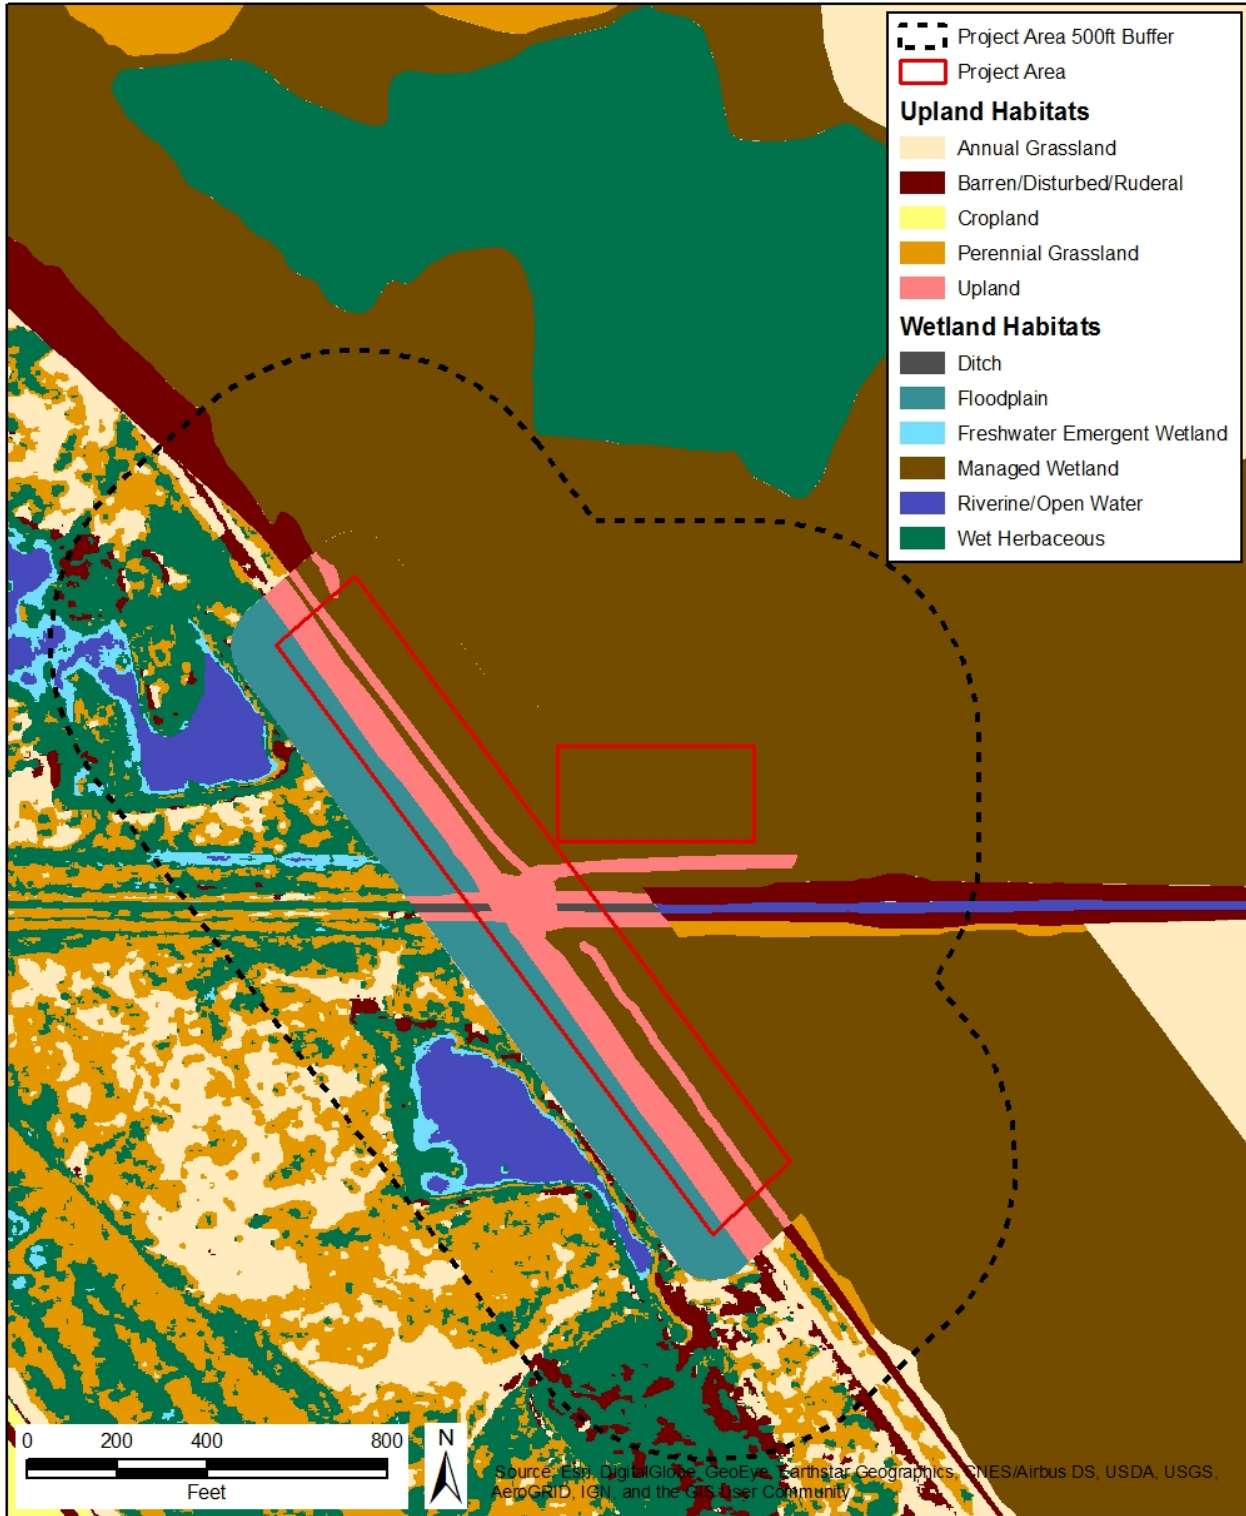 Project Area 500ft Buffer
Project Area
Upland Habitats
Annual Grassland
Barren/Disturbed/Ruderal
Cropland
Perennial Grassland
Upland
Wetland Habitats
Ditch
Floodplain
Freshwater Emergent Wetland
Managed Wetland
Riverine/Open Water
Wet Herbaceous
0 200 400 800
Feet
N
Source: Esri, DigitalGlobe, GeoEye, Earthstar Geographics, CNES/Airbus DS, USDA, USGS,
AeroGRID, IGN, and the GIS User Community